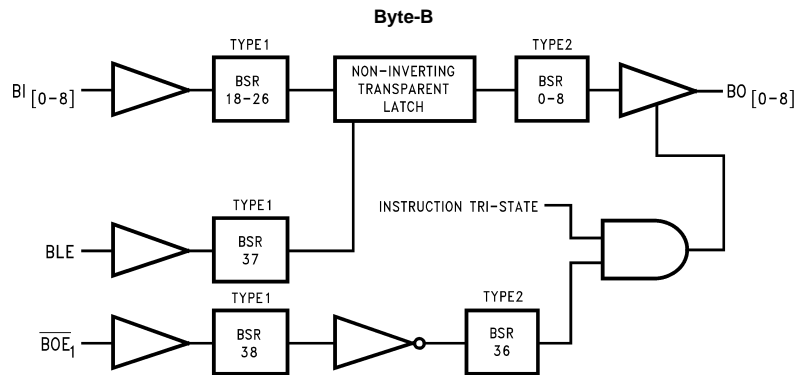 Byte-B
TYPE1
TYPE2
BI [0-8]
BSR
18-26
NON-INVERTING
TRANSPARENT
LATCH
BSR
0-8
BO [0-8]
TYPE1
INSTRUCTION TRI-STATE
BLE
BSR
37
TYPE1
TYPE2
BOE1
BSR
38
BSR
36